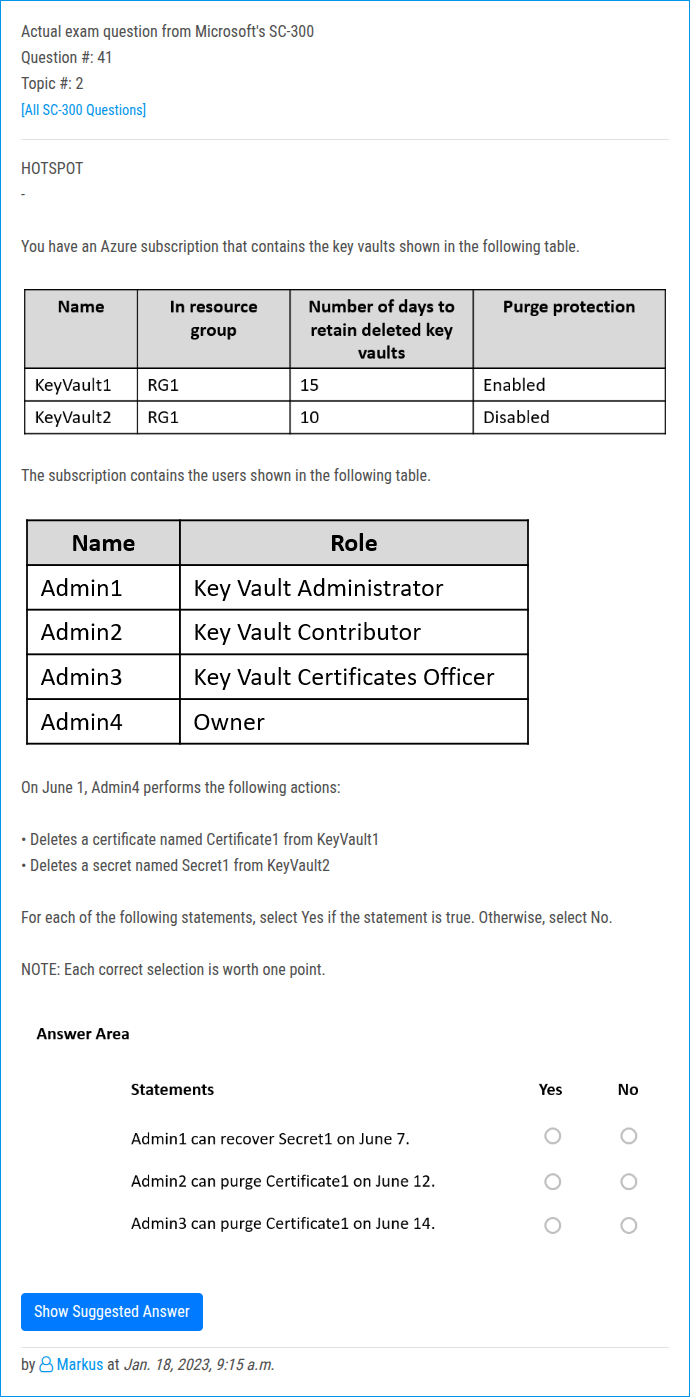 Actual exam question from Microsoft's SC-300
Question #: 41
Topic #: 2
[All SC-300 Questions]
HOTSPOT
-
You have an Azure subscription that contains the key vaults shown in the following table.
Name In resource group Number of days to retain deleted key vaults Purge protection
KeyVault1 RG1 15 Enabled
KeyVault2 RG1 10 Disabled
The subscription contains the users shown in the following table.
Name Role
Admin1 Key Vault Administrator
Admin2 Key Vault Contributor
Admin3 Key Vault Certificates Officer
Admin4 Owner
On June 1, Admin4 performs the following actions:
• Deletes a certificate named Certificate1 from KeyVault1
• Deletes a secret named Secret1 from KeyVault2
For each of the following statements, select Yes if the statement is true. Otherwise, select No.
NOTE: Each correct selection is worth one point.
Answer Area
Statements Yes No
Admin1 can recover Secret1 on June 7.
Admin2 can purge Certificate1 on June 12.
Admin3 can purge Certificate1 on June 14.
Show Suggested Answer
by Markus at Jan. 18, 2023, 9:15 a.m.